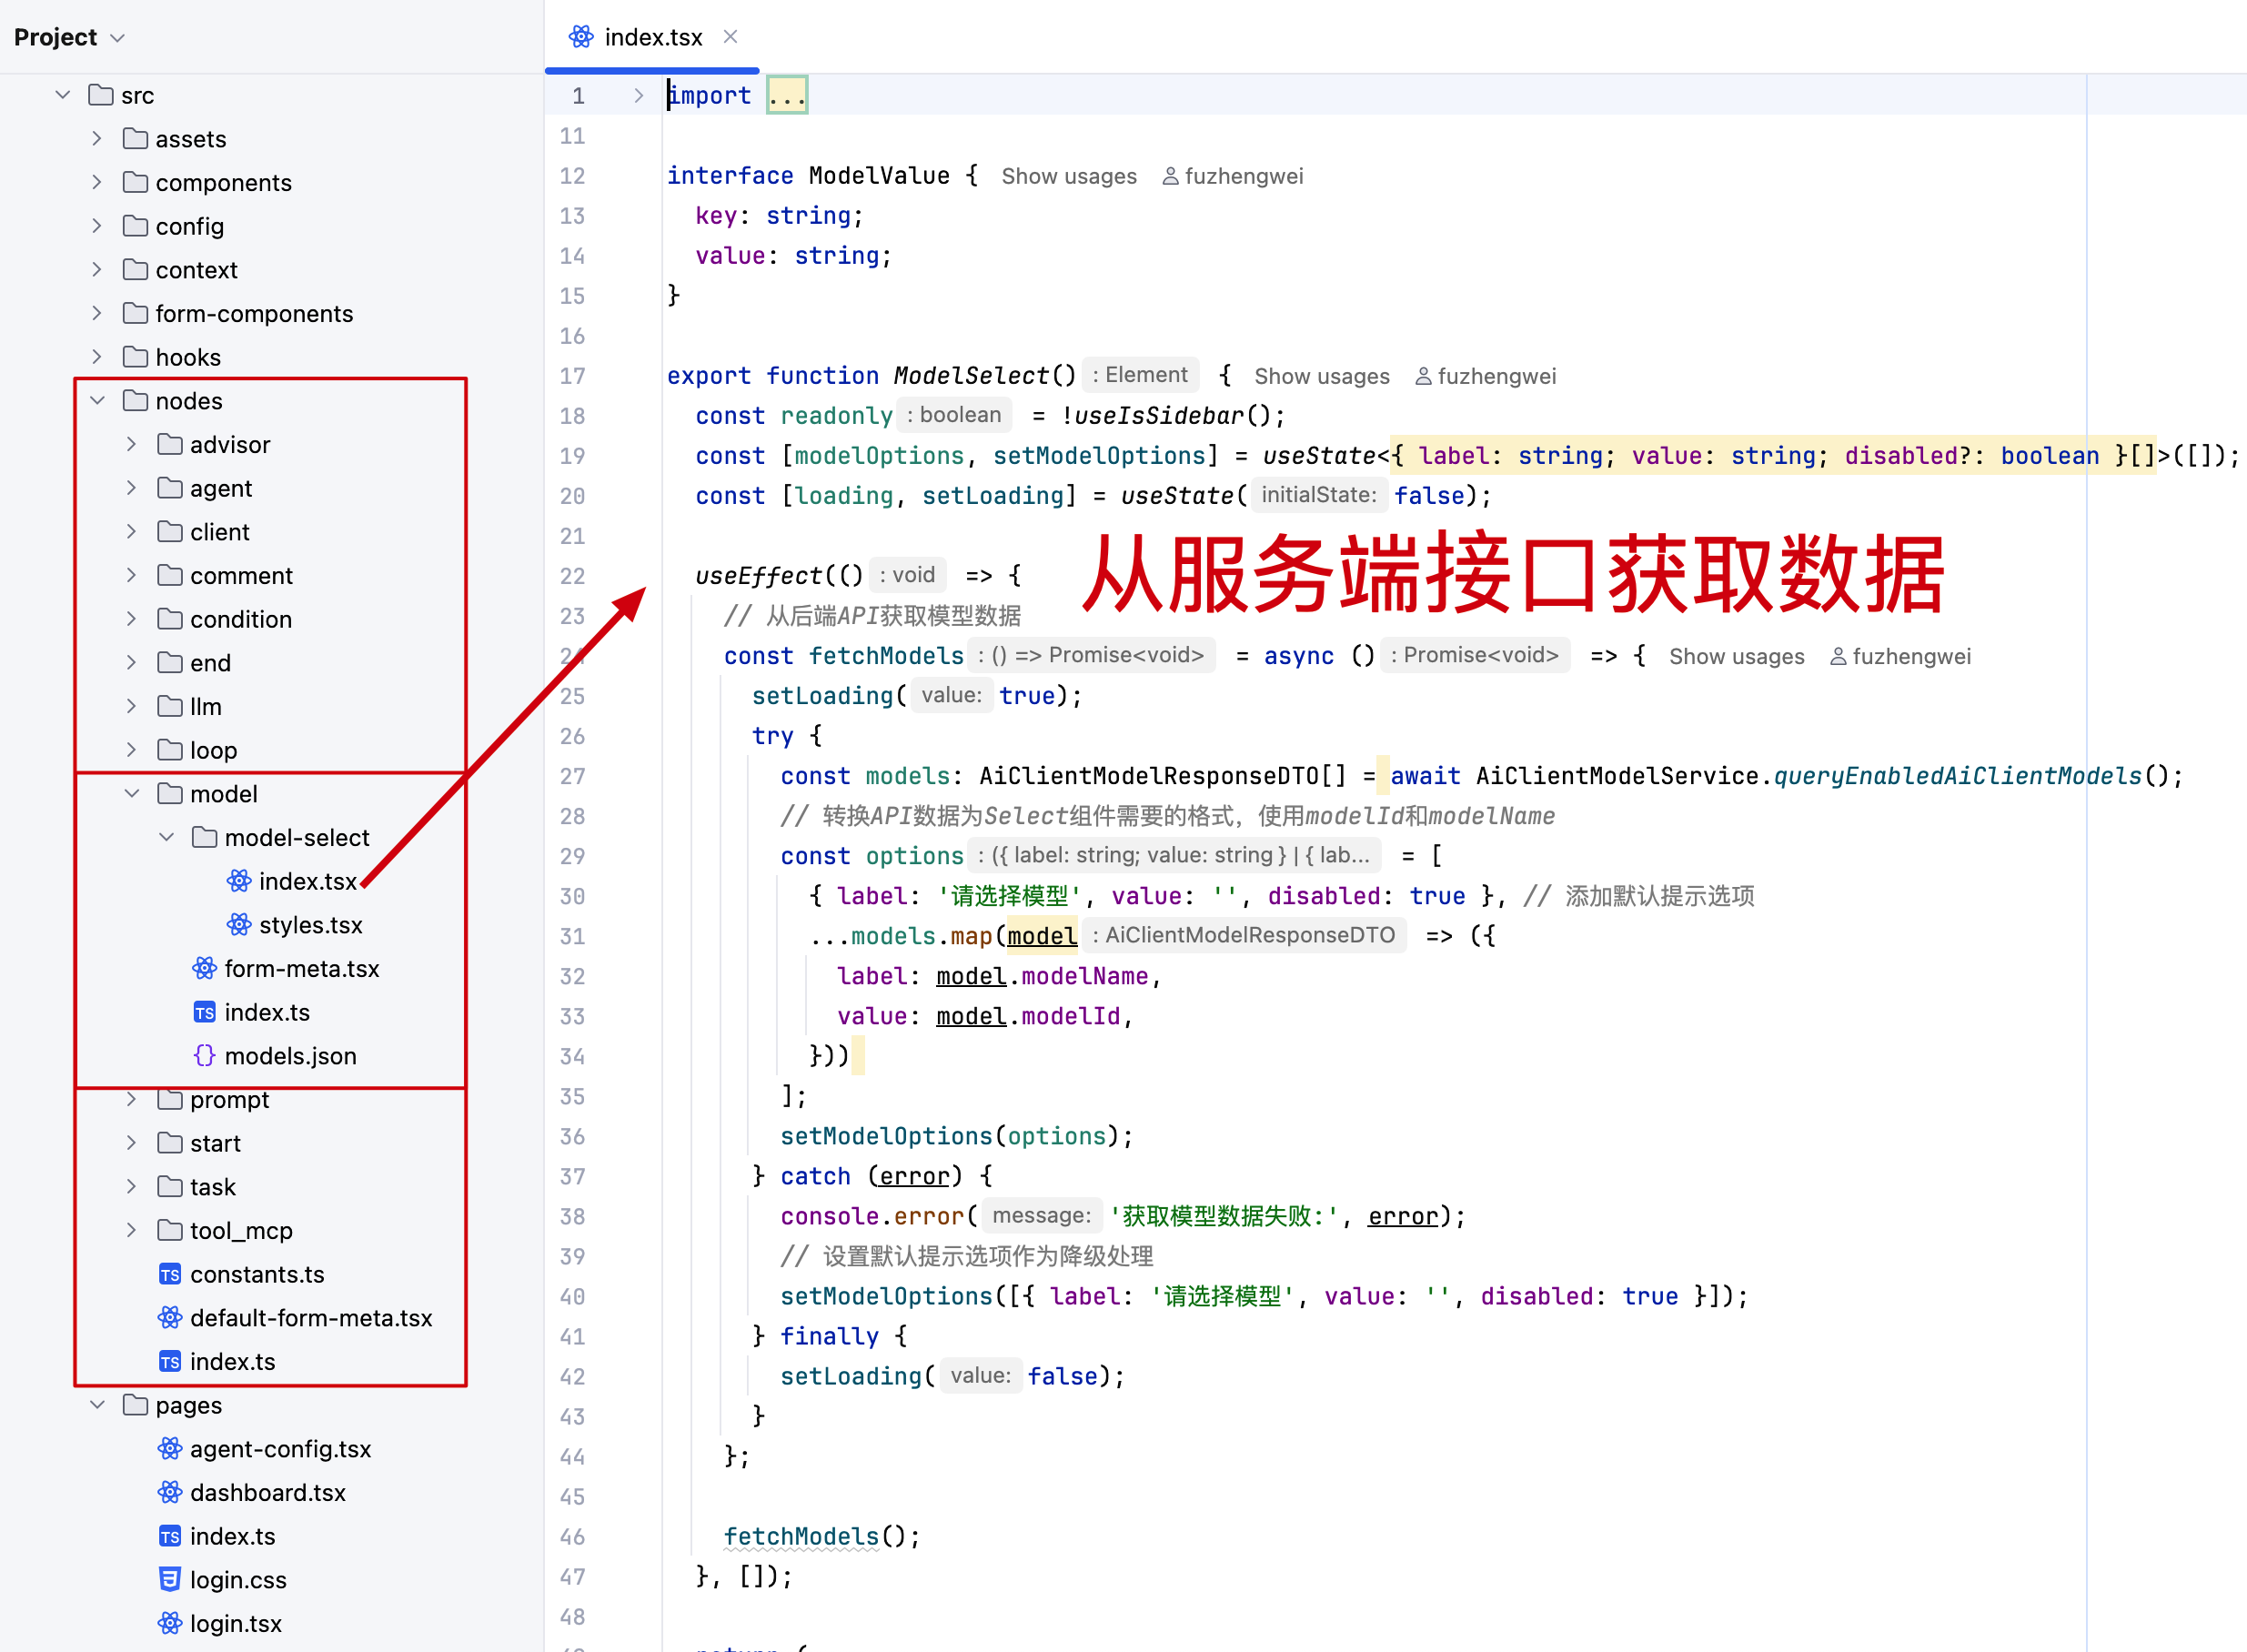 Project
src
assets
components
config
context
form-components
hooks
nodes
advisor
agent
client
comment
condition
end
llm
loop
model
model-select
index.tsx
styles.tsx
form-meta.tsx
index.ts
models.json
prompt
start
task
tool_mcp
constants.ts
default-form-meta.tsx
index.ts
pages
agent-config.tsx
dashboard.tsx
index.ts
login.css
login.tsx
index.tsx
1 import ...
11
12 interface ModelValue { Show usages fuzhengwei
13 key: string;
14 value: string;
15 }
16
17 export function ModelSelect() : Element { Show usages fuzhengwei
18 const readonly : boolean = !useIsSidebar();
19 const [modelOptions, setModelOptions] = useState<{ label: string; value: string; disabled?: boolean }[]>([]);
20 const [loading, setLoading] = useState( initialState: false);
21
从服务端接口获取数据
22 useEffect(() : void => {
23 // 从后端API获取模型数据
24 const fetchModels : () => Promise<void> = async () : Promise<void> => { Show usages fuzhengwei
25 setLoading( value: true);
26 try {
27 const models: AiClientModelResponseDTO[] = await AiClientModelService.queryEnabledAiClientModels();
28 // 转换API数据为Select组件需要的格式，使用modelId和modelName
29 const options : ({ label: string; value: string } | { lab... = [
30 { label: '请选择模型', value: '', disabled: true }, // 添加默认提示选项
31 ...models.map(model : AiClientModelResponseDTO => ({
32 label: model.modelName,
33 value: model.modelId,
34 }))
35 ];
36 setModelOptions(options);
37 } catch (error) {
38 console.error( message: '获取模型数据失败:', error);
39 // 设置默认提示选项作为降级处理
40 setModelOptions([{ label: '请选择模型', value: '', disabled: true }]);
41 } finally {
42 setLoading( value: false);
43 }
44 };
45
46 fetchModels();
47 }, []);
48